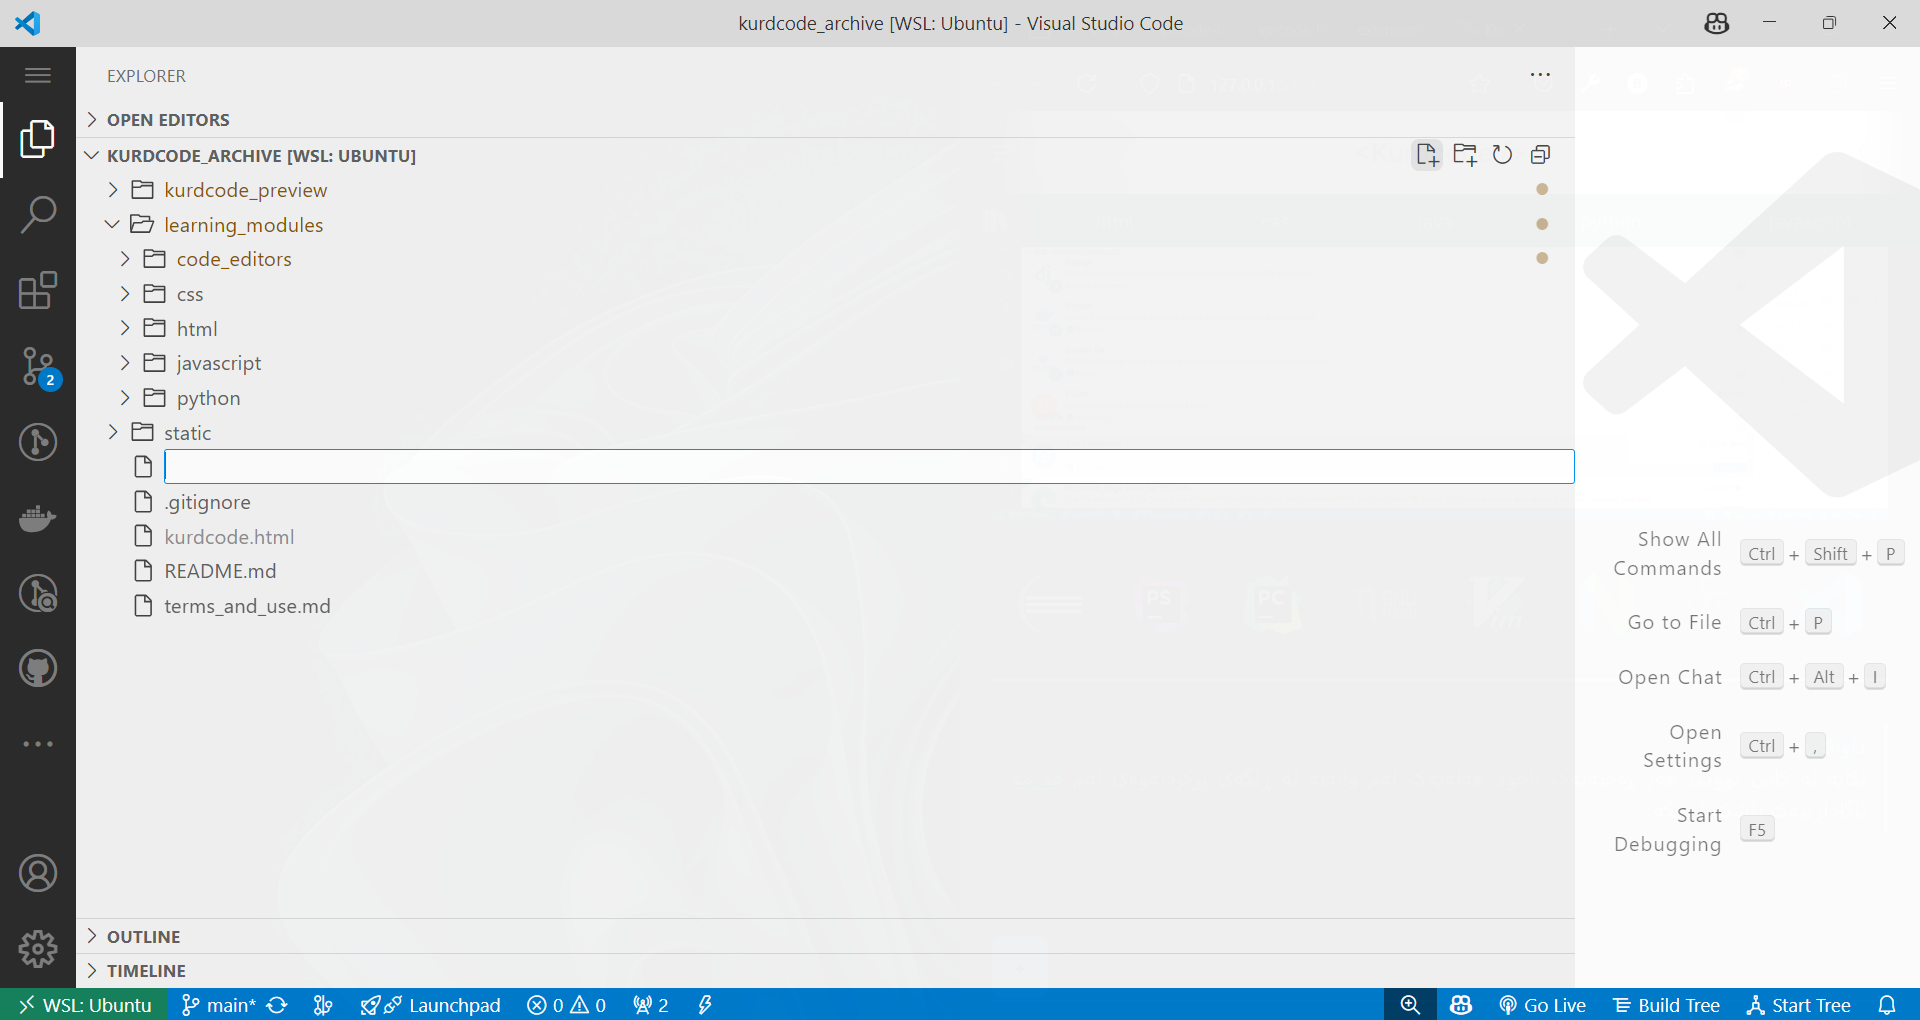 kurdcode_archive [WSL: Ubuntu] - Visual Studio Code
EXPLORER
OPEN EDITORS
KURDCODE_ARCHIVE [WSL: UBUNTU]
kurdcode_preview
learning_modules
code_editors
css
html
javascript
python
static
.gitignore
kurdcode.html
README.md
terms_and_use.md
2
Show All
Commands
Ctrl + Shift + P
Go to File
Ctrl + P
Open Chat
Ctrl + Alt + I
Open
Settings
Ctrl + ,
Start
Debugging
F5
PS
PC
OUTLINE
TIMELINE
WSL: Ubuntu
main*
Launchpad
0
0
2
Go Live
Build Tree
Start Tree